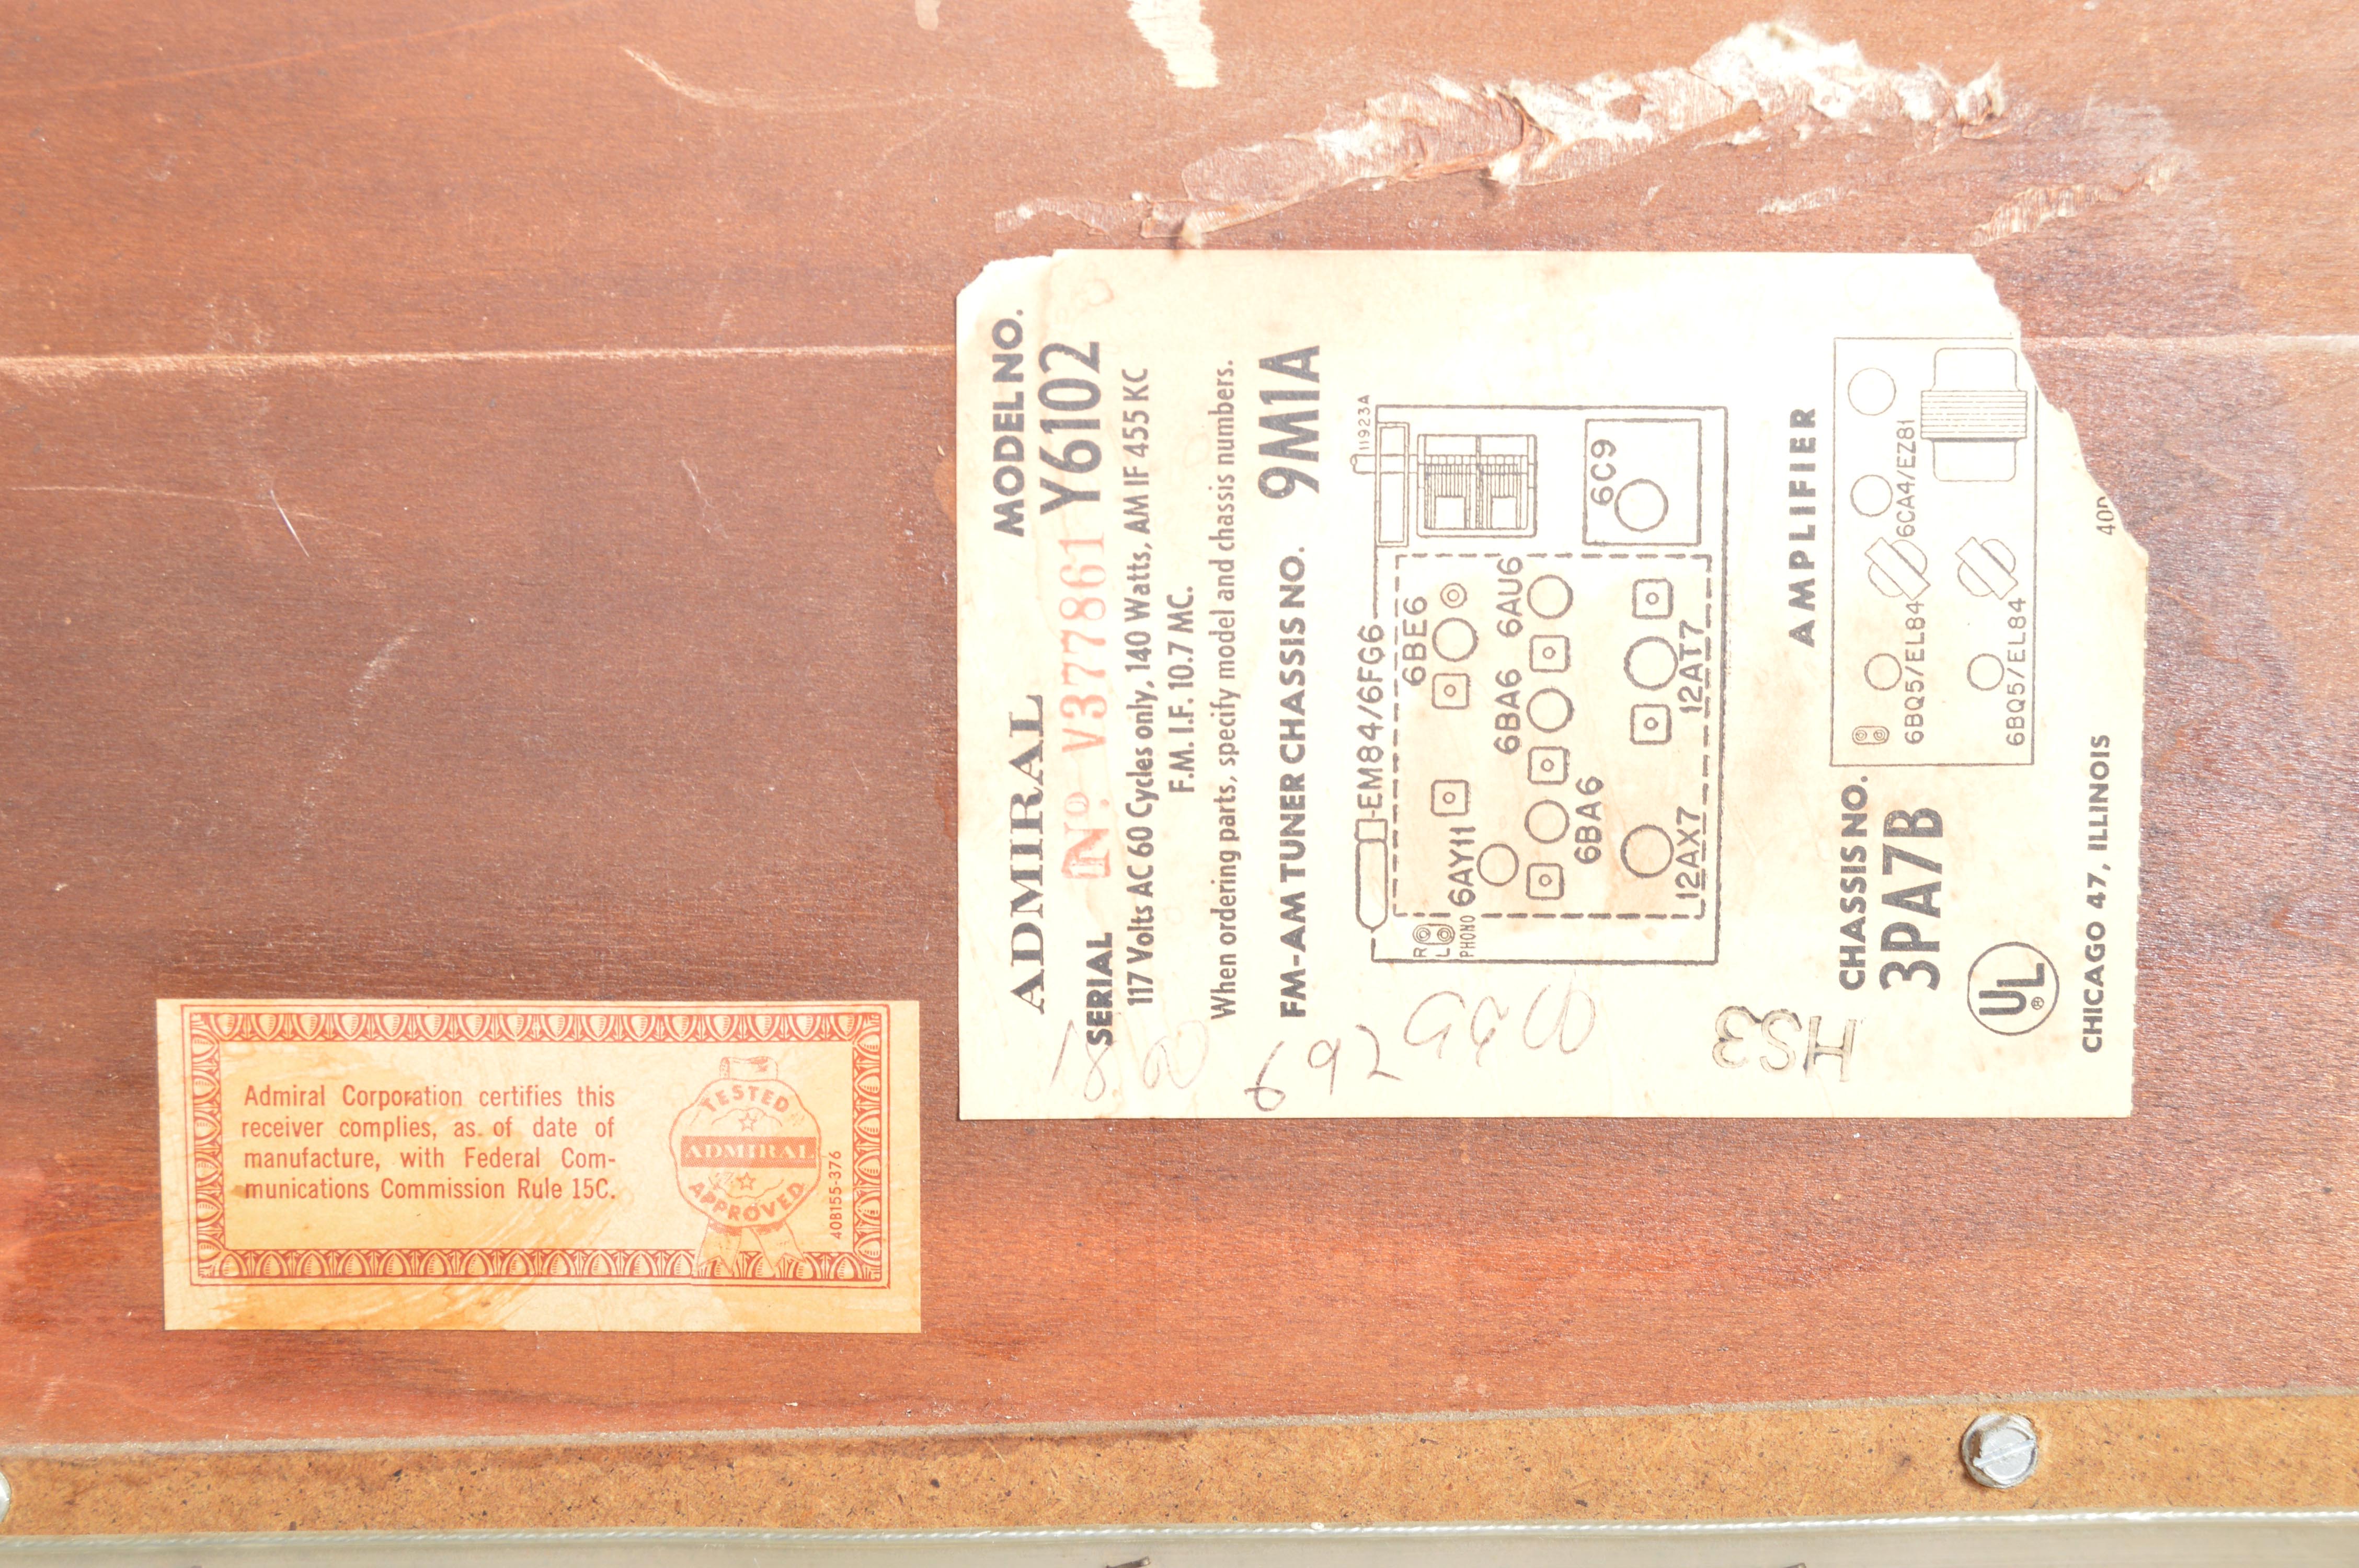 Admiral Corporation certifies this
receiver complies, as of date of
manufacture, with Federal Com-
munications Commission Rule 15C.
TESTED
ADMIRAL
APPROVED
40B155-376
ADMIRAL MODEL NO.
SERIAL No. V377861 Y6102
117 Volts AC 60 Cycles only, 140 Watts, AM IF 455 KC
F.M. I.F. 10.7 MC.
When ordering parts, specify model and chassis numbers.
FM-AM TUNER CHASSIS NO. 9M1A
11923A
EM84/6FG6
R
L
PHONO
6AY11
6BE6
6BA6
6AU6
6BA6
6C9
12AX7
12AT7
AMPLIFIER
CHASSIS NO.
3PA7B
6BQ5/EL84
6CA4/EZ81
6BQ5/EL84
UL
®
CHICAGO 47, ILLINOIS
HS3